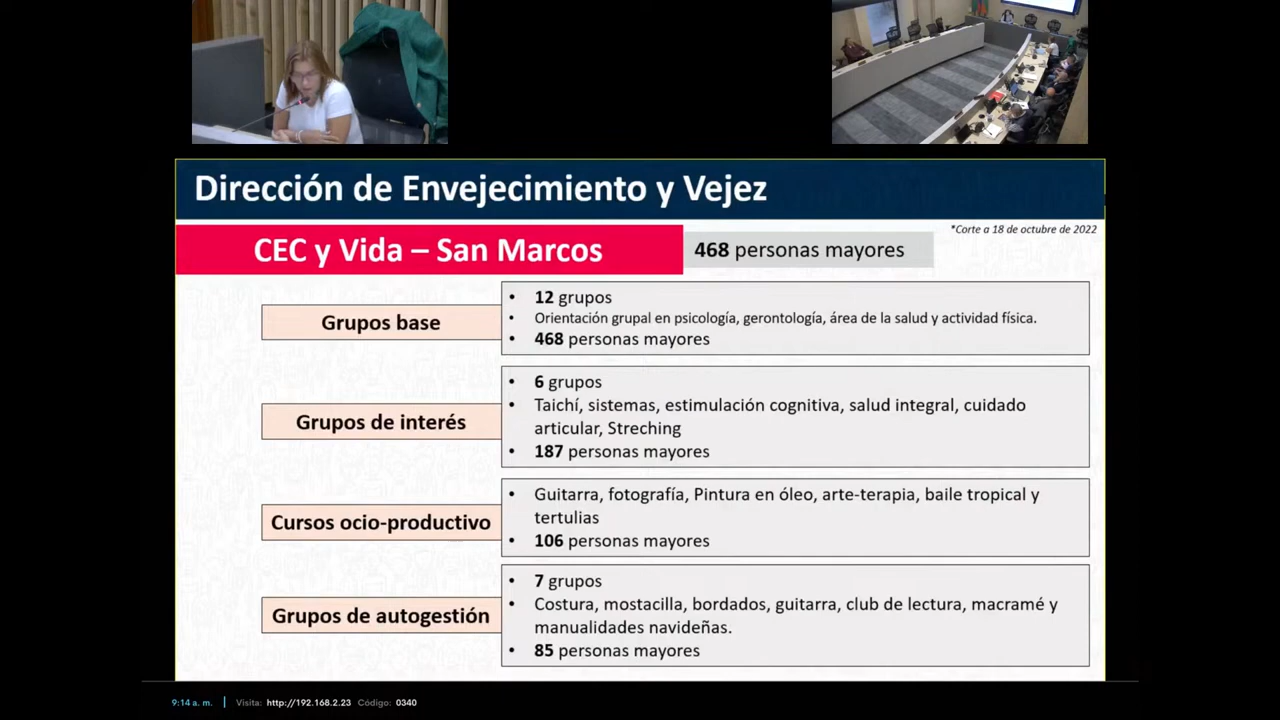 Dirección de Envejecimiento y Vejez
*Corte a 18 de octubre de 2022
CEC y Vida – San Marcos
468 personas mayores
Grupos base
• 12 grupos
• Orientación grupal en psicología, gerontología, área de la salud y actividad física.
• 468 personas mayores
Grupos de interés
• 6 grupos
• Taichí, sistemas, estimulación cognitiva, salud integral, cuidado
articular, Streching
• 187 personas mayores
Cursos ocio-productivo
• Guitarra, fotografía, Pintura en óleo, arte-terapia, baile tropical y
tertulias
• 106 personas mayores
Grupos de autogestión
• 7 grupos
• Costura, mostacilla, bordados, guitarra, club de lectura, macramé y
manualidades navideñas.
• 85 personas mayores
9:14 a. m. | Visita: http://192.168.2.23 Código: 0340